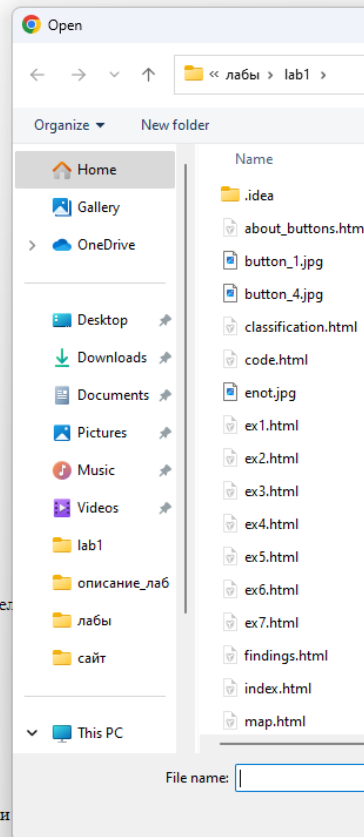 Open
« лабы › lab1 ›
Organize
New folder
Home
Gallery
OneDrive
Desktop
Downloads
Documents
Pictures
Music
Videos
lab1
описание_лаб
лабы
сайт
This PC
Name
.idea
about_buttons.htm
button_1.jpg
button_4.jpg
classification.html
code.html
enot.jpg
ex1.html
ex2.html
ex3.html
ex4.html
ex5.html
ex6.html
ex7.html
findings.html
index.html
map.html
File name:
ел
и